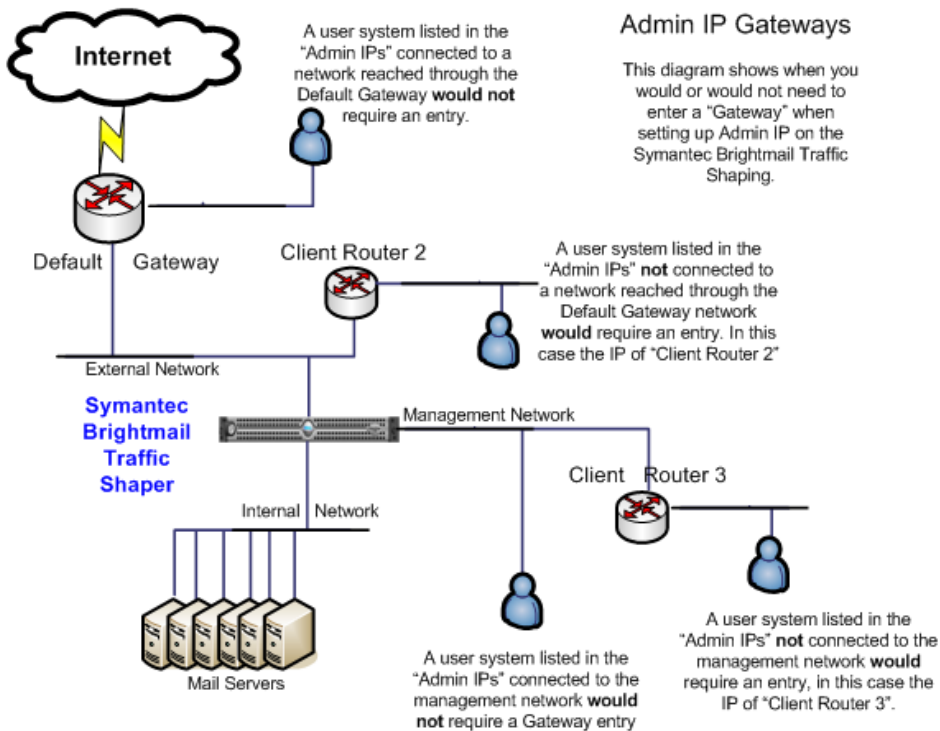 Internet
A user system listed in the
“Admin IPs” connected to a
network reached through the
Default Gateway would not
require an entry.
Admin IP Gateways
This diagram shows when you
would or would not need to
enter a “Gateway” when
setting up Admin IP on the
Symantec Brightmail Traffic
Shaping.
Default Gateway
Client Router 2
A user system listed in the
“Admin IPs” not connected to
a network reached through the
Default Gateway network
would require an entry. In this
case the IP of “Client Router 2”
External Network
Symantec
Brightmail
Traffic
Shaper
Management Network
Client Router 3
Internal Network
Mail Servers
A user system listed in the
“Admin IPs” connected to the
management network would
not require a Gateway entry
A user system listed in the
“Admin IPs” not connected to the
management network would
require an entry, in this case the
IP of “Client Router 3”.